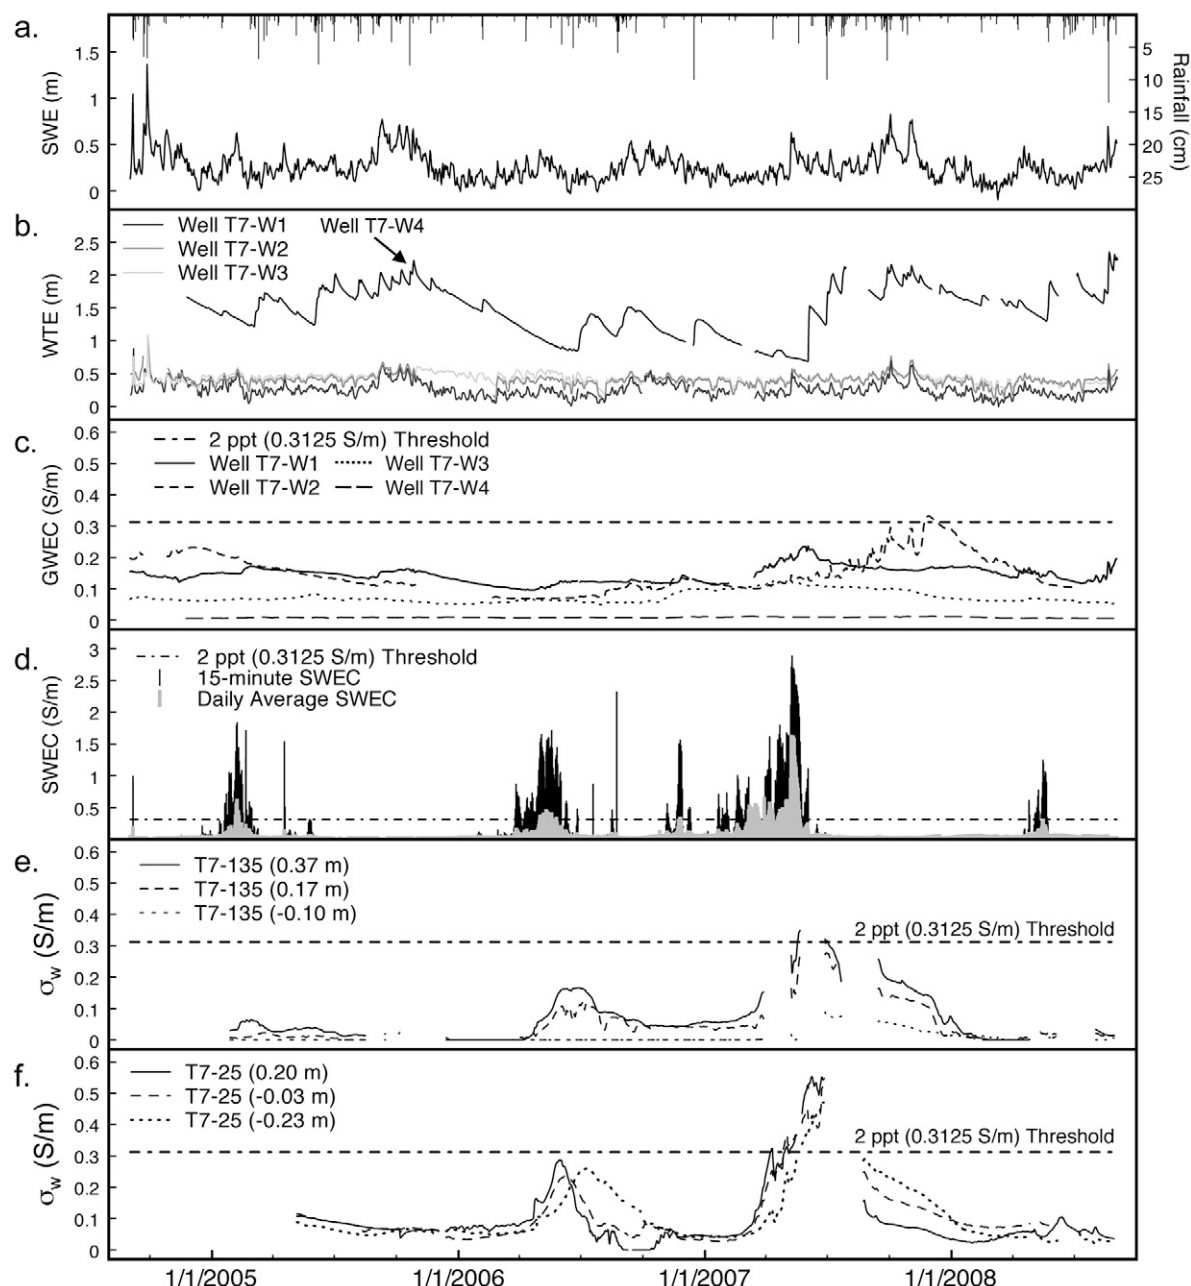 a.
1.5
1
0.5
0
SWE (m)
5
10
15
20
25
Rainfall (cm)
b.
Well T7-W1
Well T7-W2
Well T7-W3
Well T7-W4
2.5
2
1.5
1
0.5
0
WTE (m)
c.
0.6
0.5
0.4
0.3
0.2
0.1
0
GWEC (S/m)
2 ppt (0.3125 S/m) Threshold
Well T7-W1 Well T7-W3
Well T7-W2 Well T7-W4
d.
3
2.5
2
1.5
1
0.5
SWEC (S/m)
2 ppt (0.3125 S/m) Threshold
15-minute SWEC
Daily Average SWEC
e.
0.6
0.5
0.4
0.3
0.2
0.1
0
σw (S/m)
T7-135 (0.37 m)
T7-135 (0.17 m)
T7-135 (-0.10 m)
2 ppt (0.3125 S/m) Threshold
f.
0.6
0.5
0.4
0.3
0.2
0.1
0
σw (S/m)
T7-25 (0.20 m)
T7-25 (-0.03 m)
T7-25 (-0.23 m)
2 ppt (0.3125 S/m) Threshold
1/1/2005 1/1/2006 1/1/2007 1/1/2008